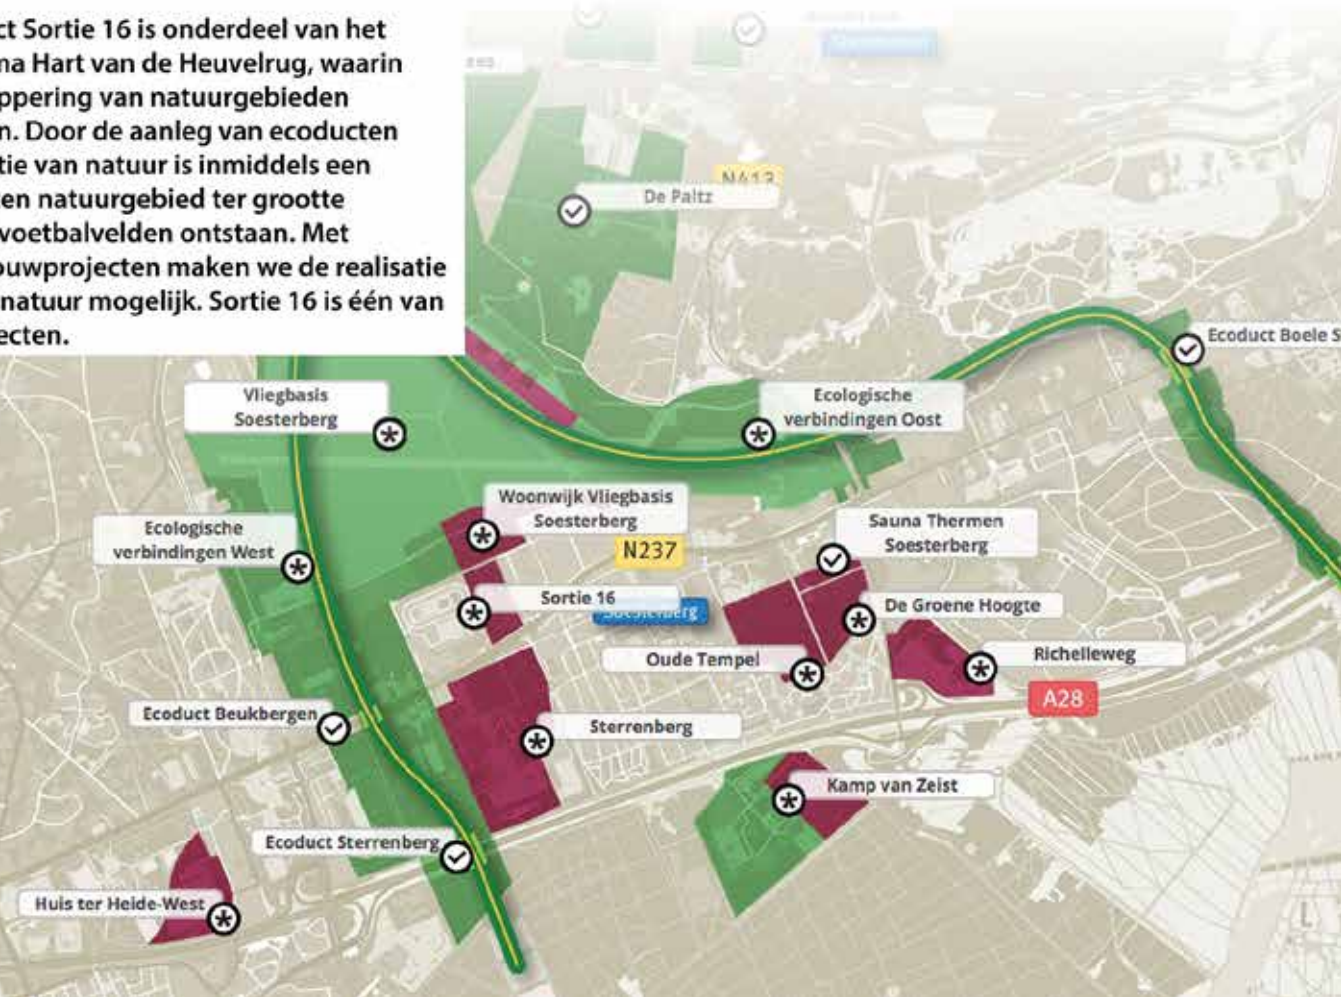 ct Sortie 16 is onderdeel van het
ma Hart van de Heuvelrug, waarin
ppering van natuurgebieden
n. Door de aanleg van ecoducten
tie van natuur is inmiddels een
en natuurgebied ter grootte
voetbalvelden ontstaan. Met
ouwprojecten maken we de realisatie
natuur mogelijk. Sortie 16 is één van
ecten.
N413
De Paltz
Ecoduct Boele S
Vliegbasis
Soesterberg
Ecologische
verbindingen Oost
Woonwijk Vliegbasis
Soesterberg
N237
Ecologische
verbindingen West
Sauna Thermen
Soesterberg
Sortie 16
Soesterberg
De Groene Hoogte
Oude Tempel
Richelleweg
A28
Ecoduct Beukbergen
Sterrenberg
Kamp van Zeist
Ecoduct Sterrenberg
Huis ter Heide-West
L